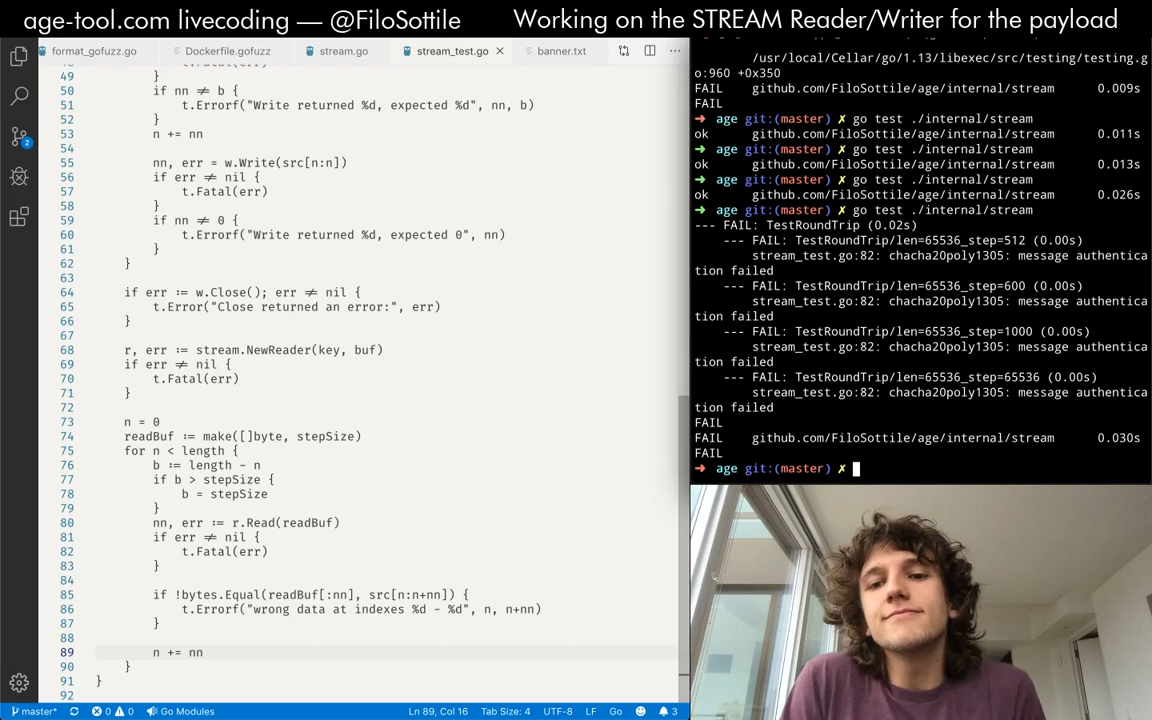 age-tool.com livecoding — @FiloSottile
Working on the STREAM Reader/Writer for the payload
format_gofuzz.go
Dockerfile.gofuzz
stream.go
stream_test.go
banner.txt
49 }
50 if nn ≠ b {
51 t.Errorf("Write returned %d, expected %d", nn, b)
52 }
53 n += nn
54
55 nn, err = w.Write(src[n:n])
56 if err ≠ nil {
57 t.Fatal(err)
58 }
59 if nn ≠ 0 {
60 t.Errorf("Write returned %d, expected 0", nn)
61 }
62 }
63
64 if err := w.Close(); err ≠ nil {
65 t.Error("Close returned an error:", err)
66 }
67
68 r, err := stream.NewReader(key, buf)
69 if err ≠ nil {
70 t.Fatal(err)
71 }
72
73 n = 0
74 readBuf := make([]byte, stepSize)
75 for n < length {
76 b := length - n
77 if b > stepSize {
78 b = stepSize
79 }
80 nn, err := r.Read(readBuf)
81 if err ≠ nil {
82 t.Fatal(err)
83 }
84
85 if !bytes.Equal(readBuf[:nn], src[n:n+nn]) {
86 t.Errorf("wrong data at indexes %d - %d", n, n+nn)
87 }
88
89 n += nn
90 }
91 }
92
/usr/local/Cellar/go/1.13/libexec/src/testing/testing.g
o:960 +0x350
FAIL github.com/FiloSottile/age/internal/stream 0.009s
FAIL
➜ age git:(master) ✗ go test ./internal/stream
ok github.com/FiloSottile/age/internal/stream 0.011s
➜ age git:(master) ✗ go test ./internal/stream
ok github.com/FiloSottile/age/internal/stream 0.013s
➜ age git:(master) ✗ go test ./internal/stream
ok github.com/FiloSottile/age/internal/stream 0.026s
➜ age git:(master) ✗ go test ./internal/stream
--- FAIL: TestRoundTrip (0.02s)
--- FAIL: TestRoundTrip/len=65536_step=512 (0.00s)
stream_test.go:82: chacha20poly1305: message authentica
tion failed
--- FAIL: TestRoundTrip/len=65536_step=600 (0.00s)
stream_test.go:82: chacha20poly1305: message authentica
tion failed
--- FAIL: TestRoundTrip/len=65536_step=1000 (0.00s)
stream_test.go:82: chacha20poly1305: message authentica
tion failed
--- FAIL: TestRoundTrip/len=65536_step=65536 (0.00s)
stream_test.go:82: chacha20poly1305: message authentica
tion failed
FAIL
FAIL github.com/FiloSottile/age/internal/stream 0.030s
FAIL
➜ age git:(master) ✗
2
master* 0 0 Go Modules
Ln 89, Col 16 Tab Size: 4 UTF-8 LF Go 3